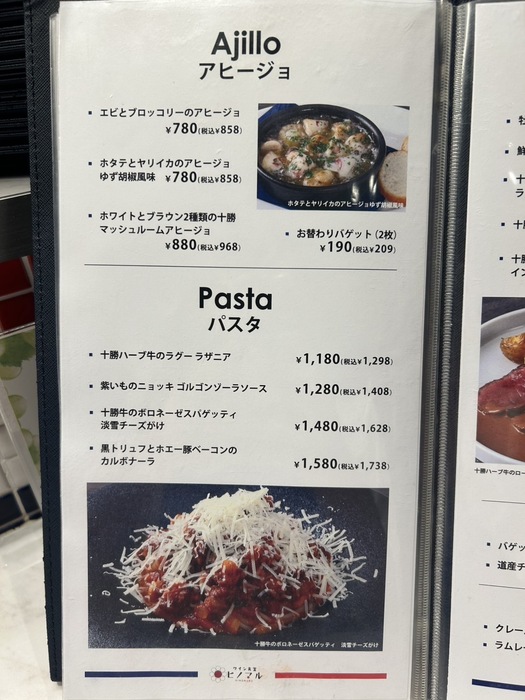 Ajillo
アヒージョ
▪ エビとブロッコリーのアヒージョ
¥780(税込¥858)
▪ ホタテとヤリイカのアヒージョ
ゆず胡椒風味 ¥780(税込¥858)
ホタテとヤリイカのアヒージョゆず胡椒風味
▪ ホワイトとブラウン2種類の十勝
マッシュルームアヒージョ
¥880(税込¥968)
▪ お替わりバゲット(2枚)
¥190(税込¥209)
Pasta
パスタ
▪ 十勝ハーブ牛のラグー ラザニア ¥1,180(税込¥1,298)
▪ 紫いものニョッキ ゴルゴンゾーラソース ¥1,280(税込¥1,408)
▪ 十勝牛のボロネーゼスパゲッティ
淡雪チーズがけ ¥1,480(税込¥1,628)
▪ 黒トリュフとホエー豚ベーコンの
カルボナーラ ¥1,580(税込¥1,738)
十勝牛のボロネーゼスパゲッティ 淡雪チーズがけ
ワイン食堂
ヒノマル
▪ 牡
▪ 鮮
▪ 十
ラ
▪ 十勝
▪ 十勝
イン
十勝ハーブ牛のロー
▪ バゲッ
▪ 道産チ
▪ クレー
▪ ラムレー